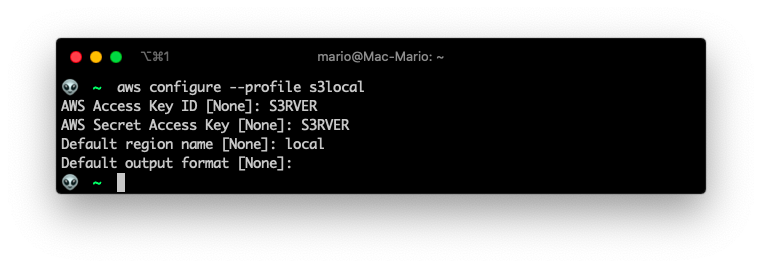 ⌥⌘1
mario@Mac-Mario: ~
👽 ~ aws configure --profile s3local
AWS Access Key ID [None]: S3RVER
AWS Secret Access Key [None]: S3RVER
Default region name [None]: local
Default output format [None]:
👽 ~